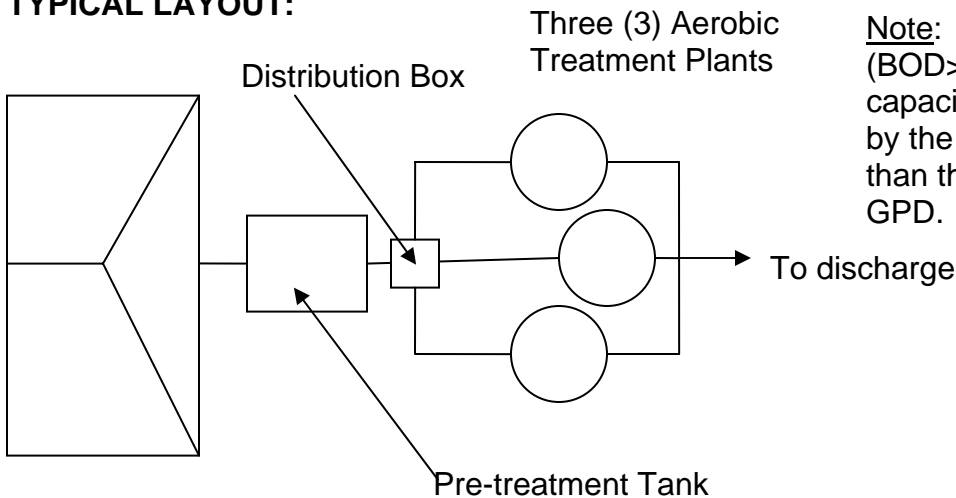 TYPICAL LAYOUT:
Three (3) Aerobic
Treatment Plants
Distribution Box
Note:
(BOD>
capaci
by the
than th
GPD.
To discharge
Pre-treatment Tank